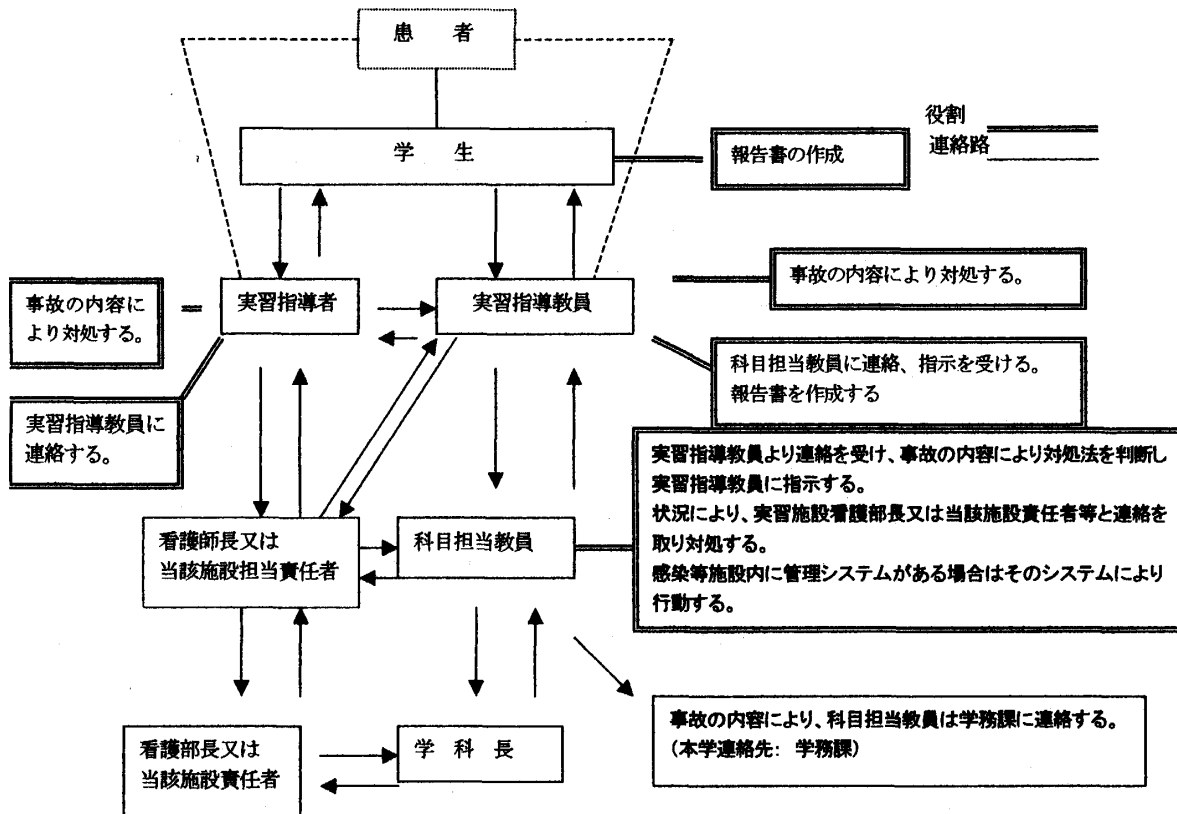 患　者
学　生
報告書の作成
役割
連絡路
事故の内容に
より対処する。
実習指導者
実習指導教員
事故の内容により対処する。
実習指導教員に
連絡する。
科目担当教員に連絡、指示を受ける。
報告書を作成する
実習指導教員より連絡を受け、事故の内容により対処法を判断し
実習指導教員に指示する。
状況により、実習施設看護部長又は当該施設責任者等と連絡を
取り対処する。
感染等施設内に管理システムがある場合はそのシステムにより
行動する。
看護師長又は
当該施設担当責任者
科目担当教員
看護部長又は
当該施設責任者
学 科 長
事故の内容により、科目担当教員は学務課に連絡する。
(本学連絡先:　学務課)